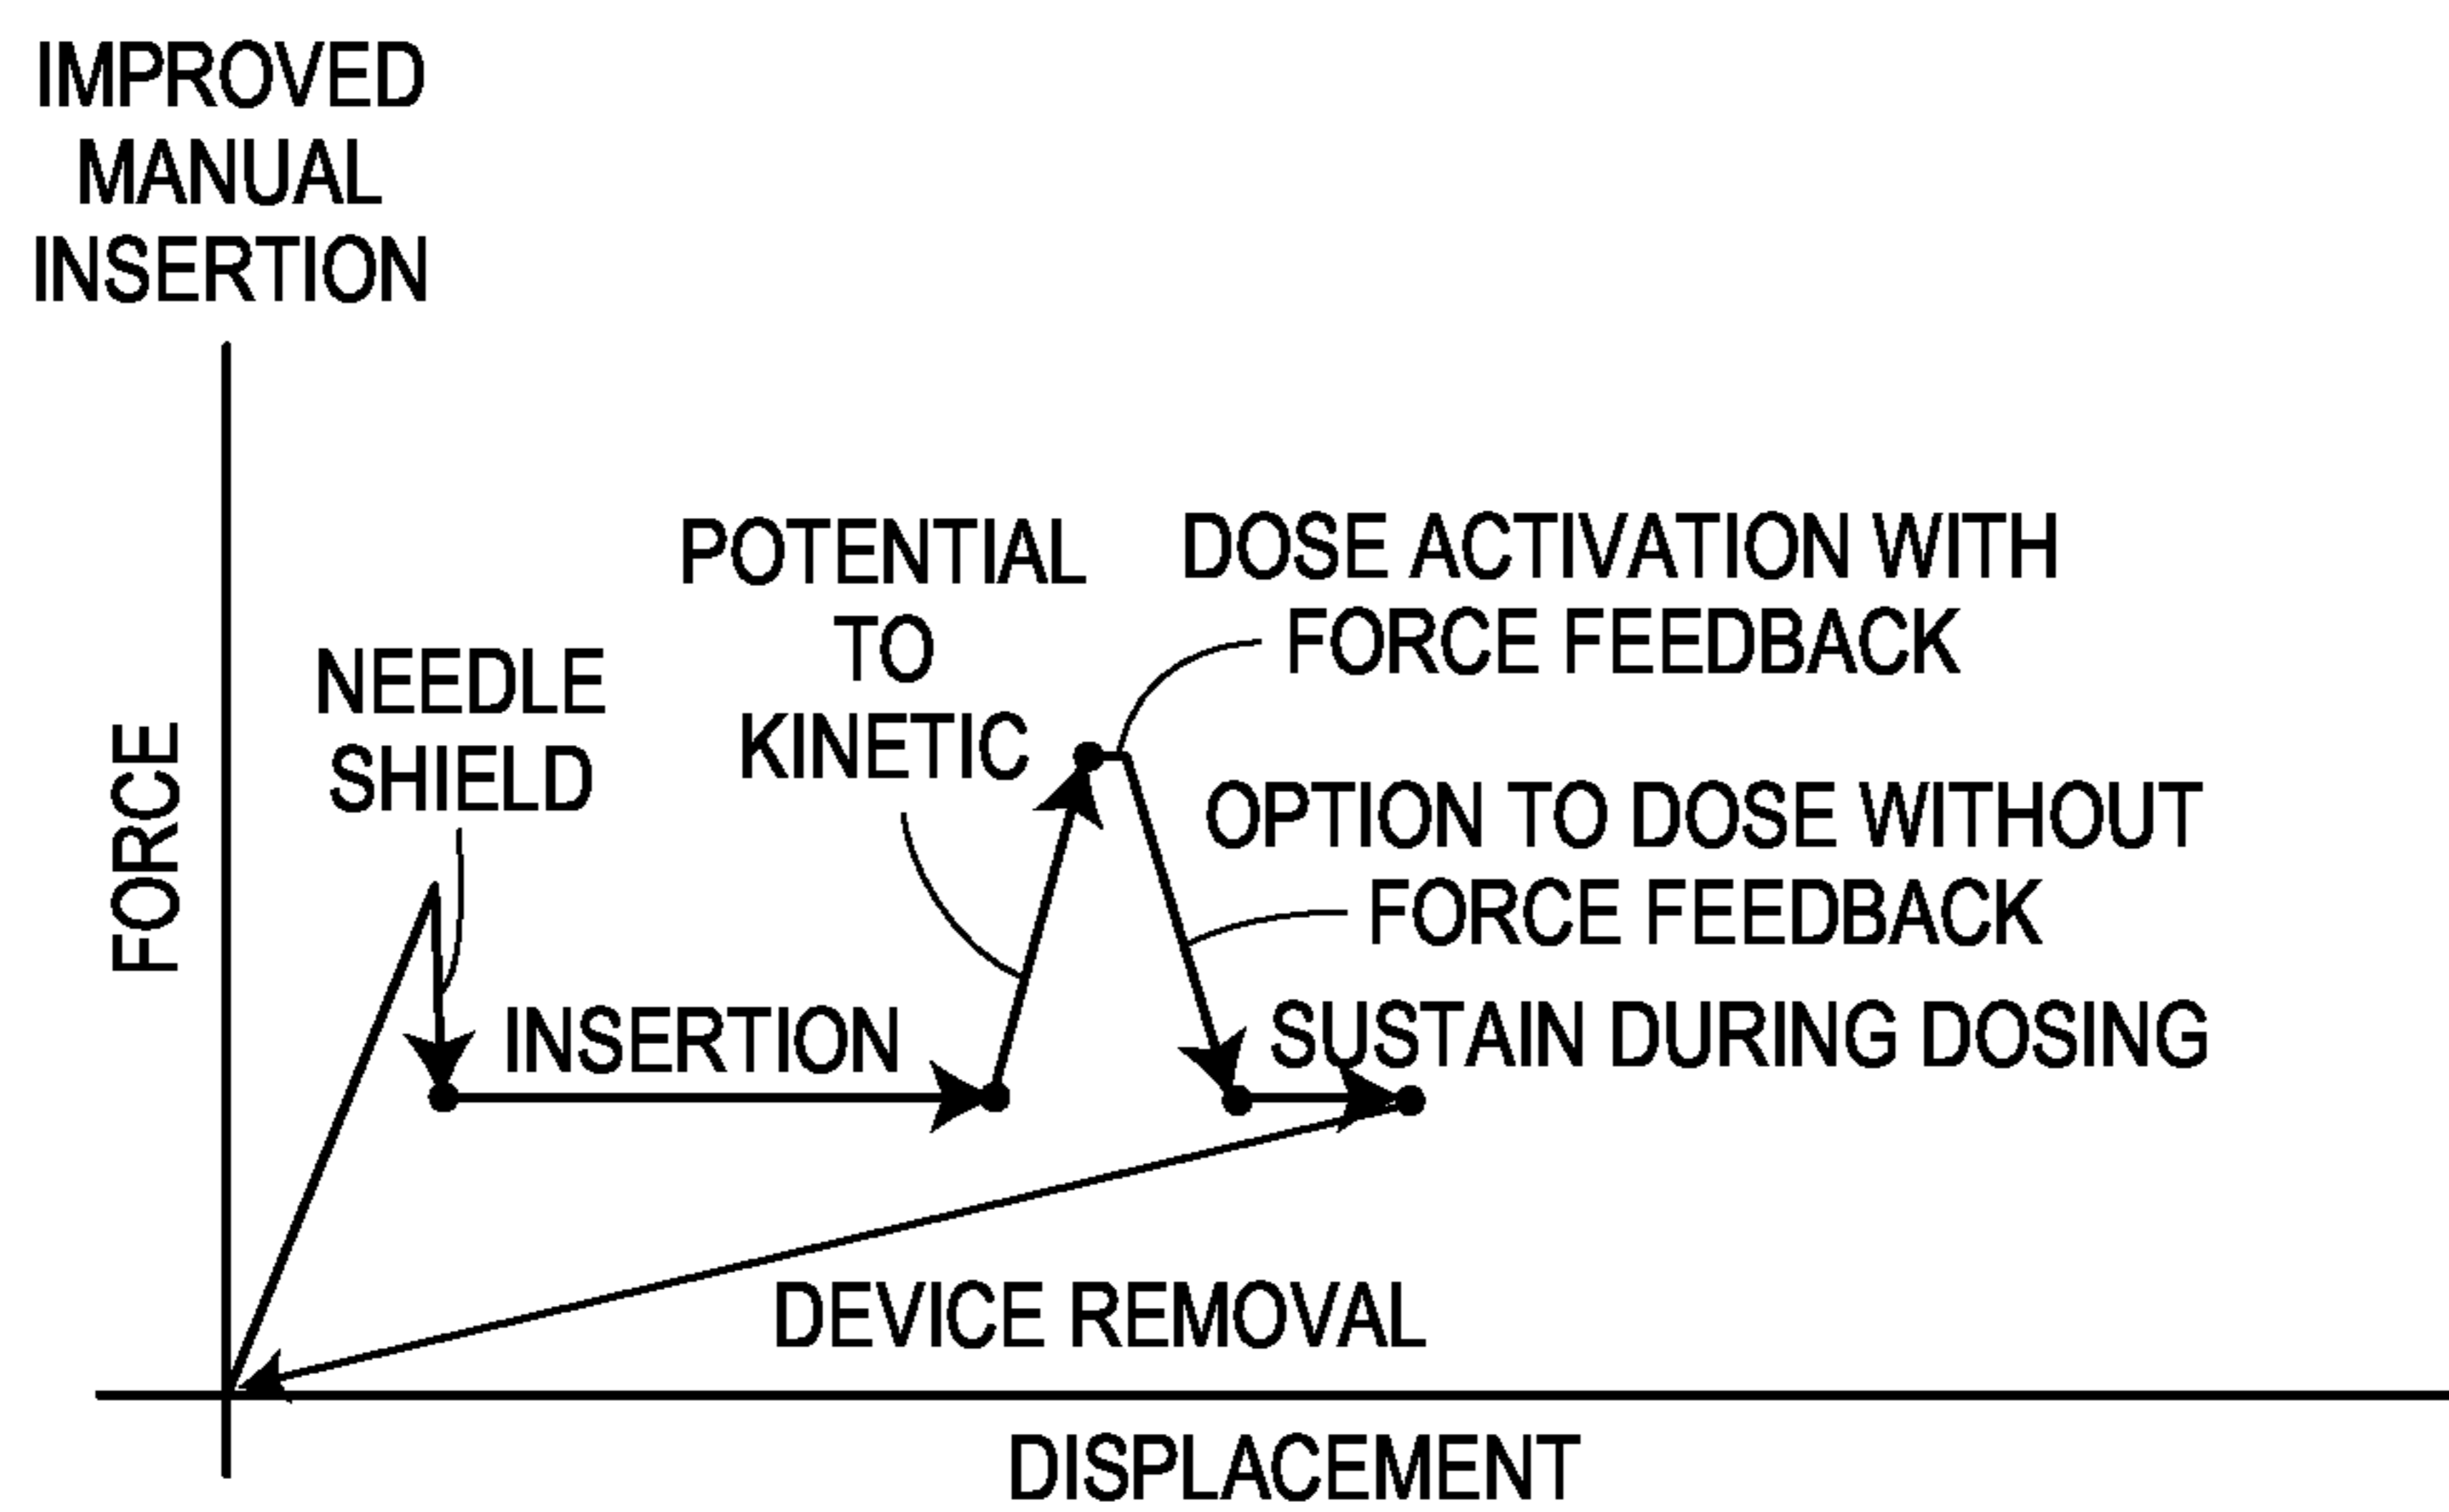 IMPROVED
MANUAL
INSERTION
POTENTIAL
TO
KINETIC
DOSE ACTIVATION WITH
FORCE FEEDBACK
NEEDLE
SHIELD
FORCE
OPTION TO DOSE WITHOUT
FORCE FEEDBACK
INSERTION
SUSTAIN DURING DOSING
DEVICE REMOVAL
DISPLACEMENT